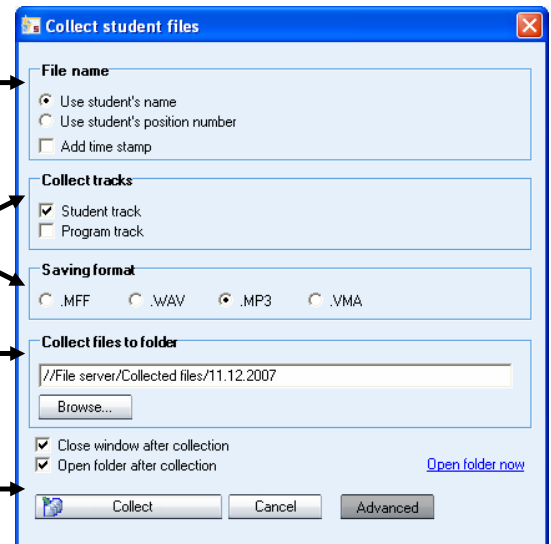 Collect student files
File name
Use student's name
Use student's position number
Add time stamp
Collect tracks
Student track
Program track
Saving format
.MFF .WAV .MP3 .VMA
Collect files to folder
//File server/Collected files/11.12.2007
Browse...
Close window after collection
Open folder after collection Open folder now
Collect Cancel Advanced